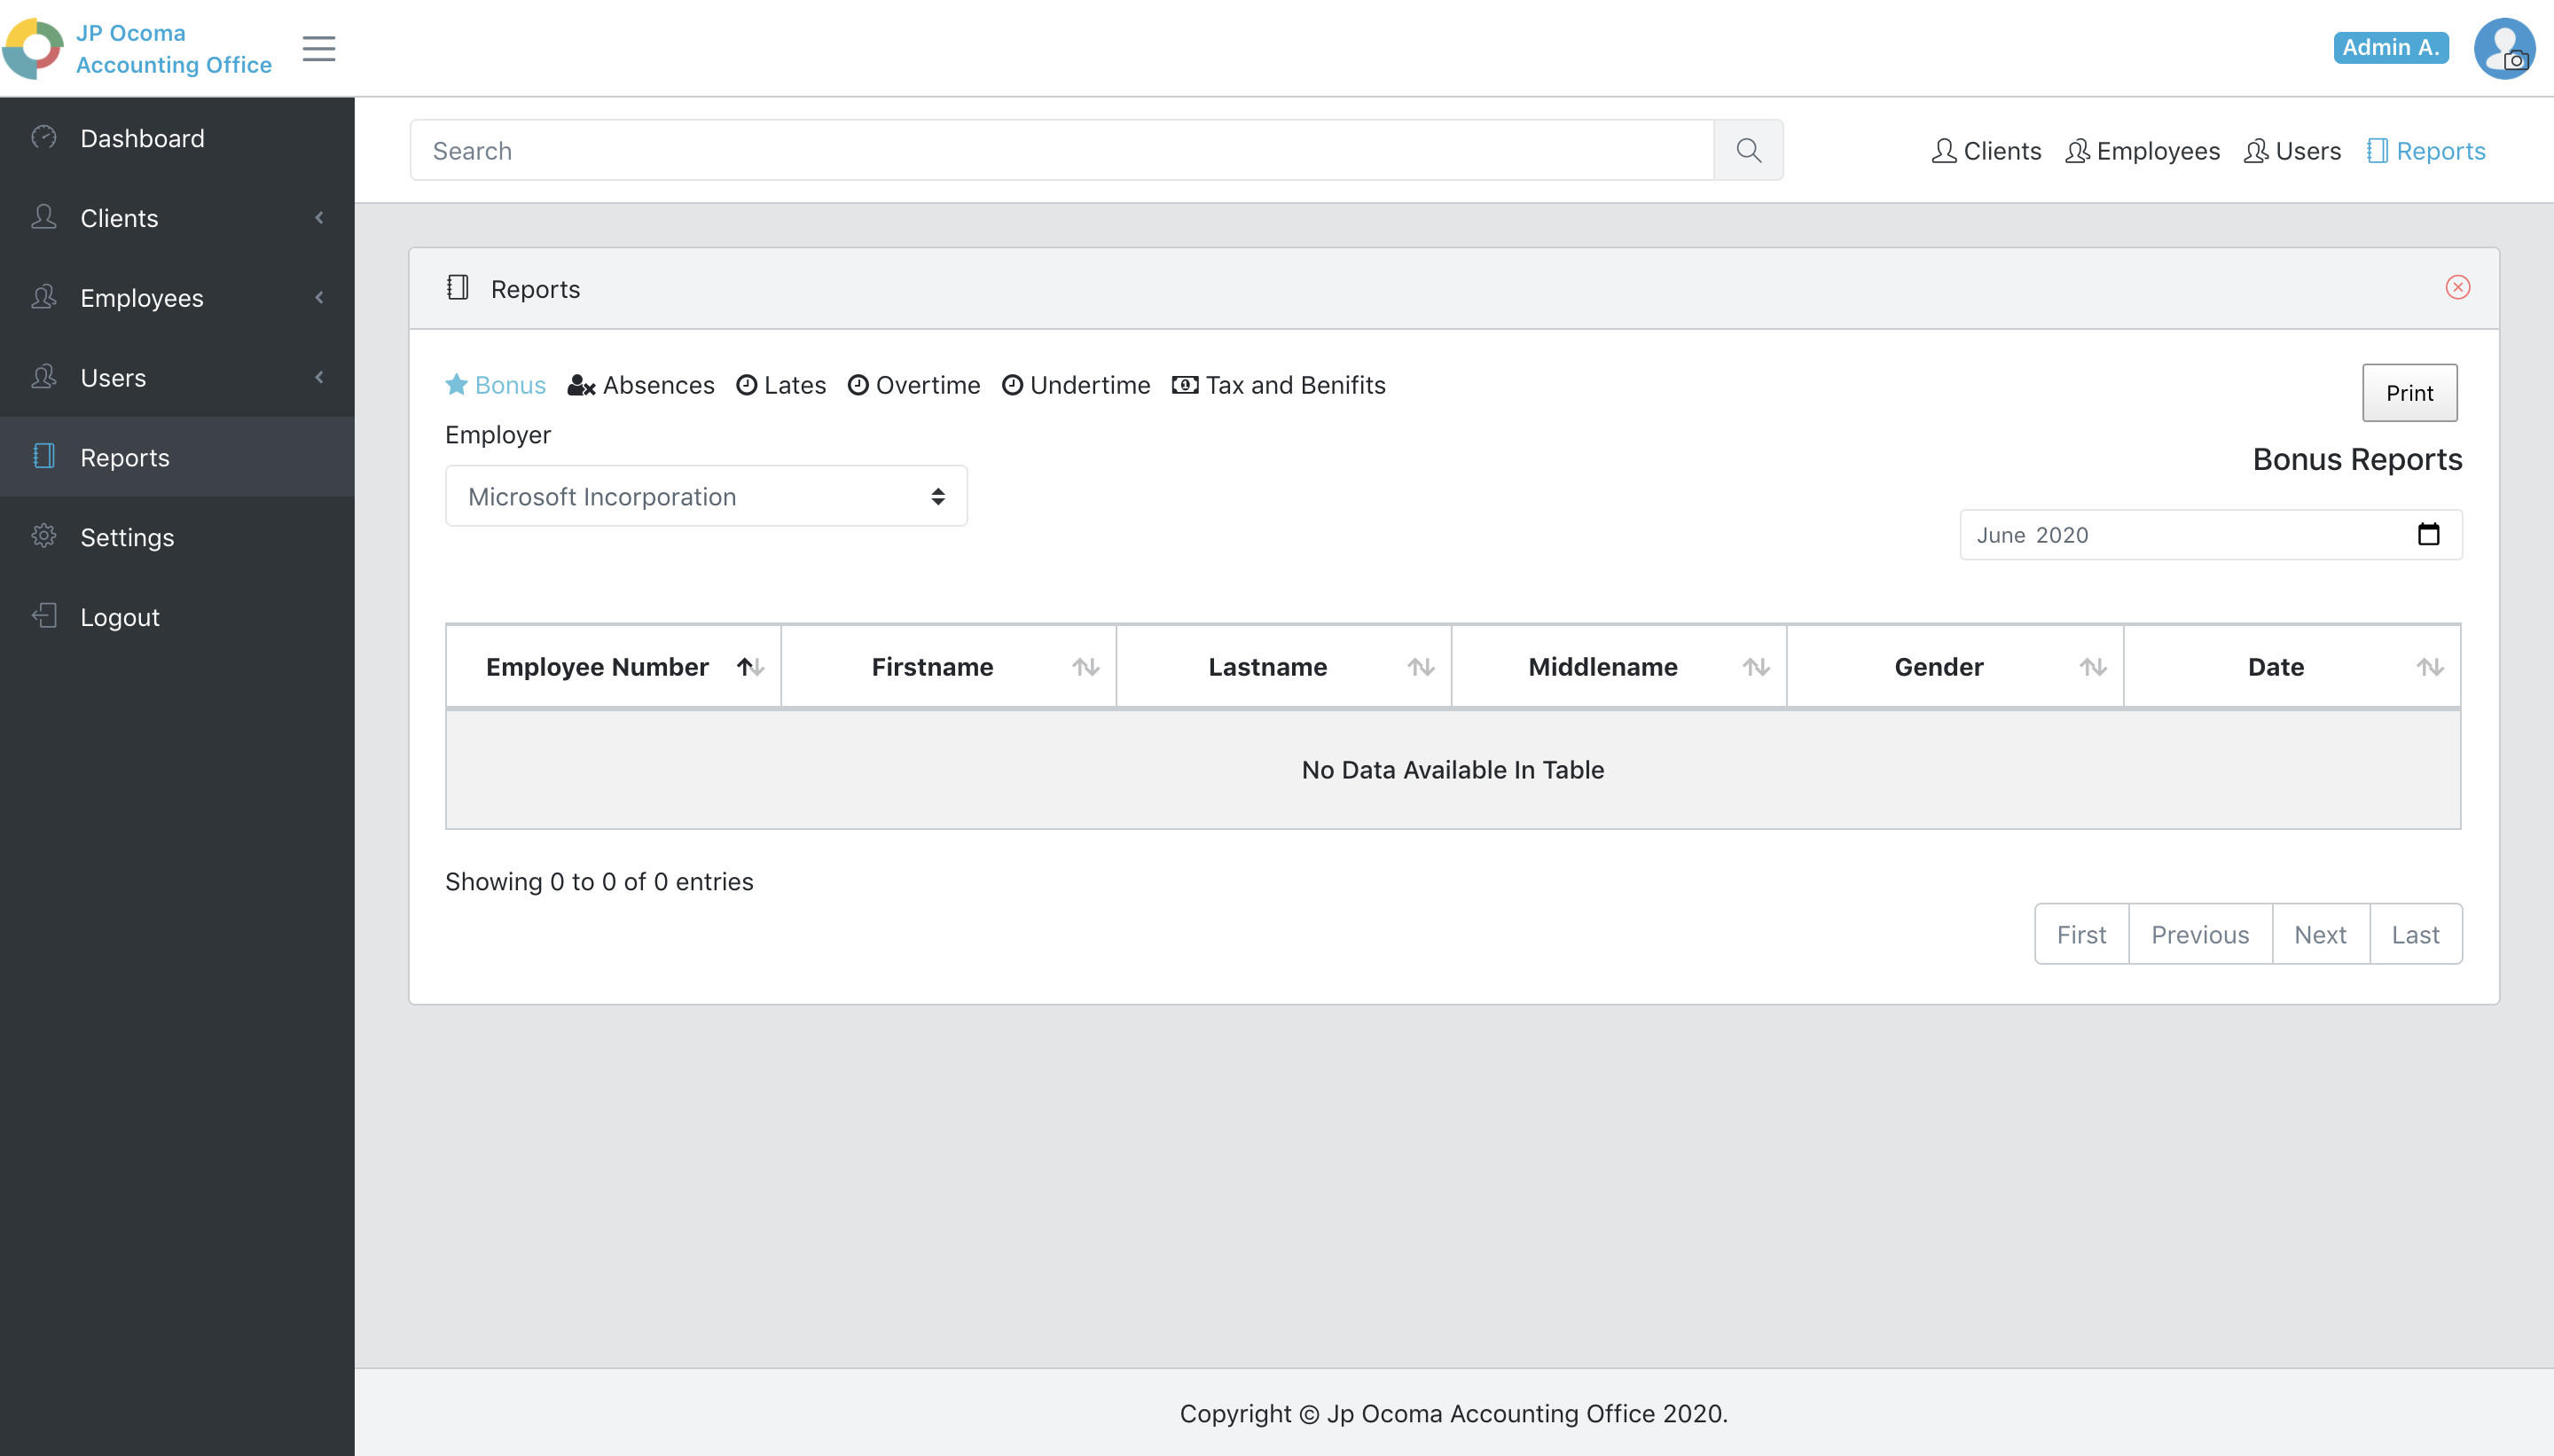 JP Ocoma
Accounting Office
Admin A.
Dashboard
Clients
Employees
Users
Reports
Settings
Logout
Search
Clients Employees Users Reports
Reports
Bonus Absences Lates Overtime Undertime Tax and Benifits
Print
Employer
Bonus Reports
Microsoft Incorporation
June 2020
Employee Number Firstname Lastname Middlename Gender Date
No Data Available In Table
Showing 0 to 0 of 0 entries
First Previous Next Last
Copyright © Jp Ocoma Accounting Office 2020.